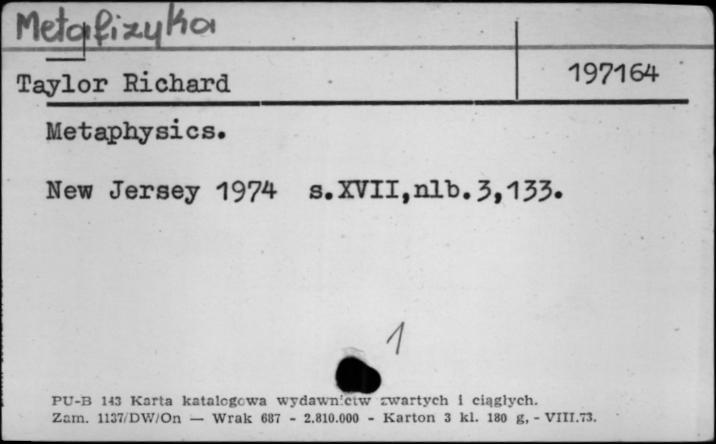 Metafizyka
Taylor Richard 197164
Metaphysics.
New Jersey 1974 s.XVII,nlb.3,133.
1
PU-B 143 Karta katalogowa wydawnictw zwartych i ciągłych.
Zam. 1137/DW/On — Wrak 687 - 2.810.000 - Karton 3 kl. 180 g, - VIII.73.